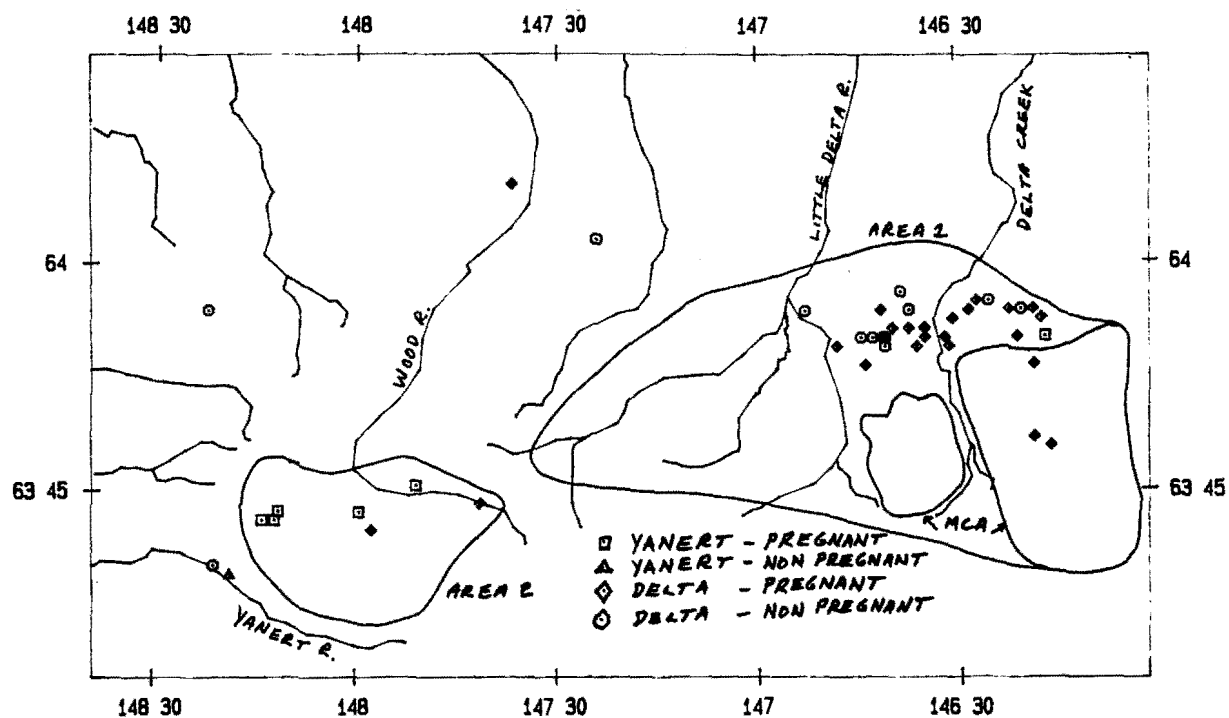 148 30 148 147 30 147 146 30
LITTLE DELTA R.
DELTA CREEK
AREA 1
64 64
WOOD R.
63 45 63 45
MCA
YANERT - PREGNANT
YANERT - NON PREGNANT
DELTA - PREGNANT
DELTA - NON PREGNANT
AREA 2
YANERT R.
148 30 148 147 30 147 146 30